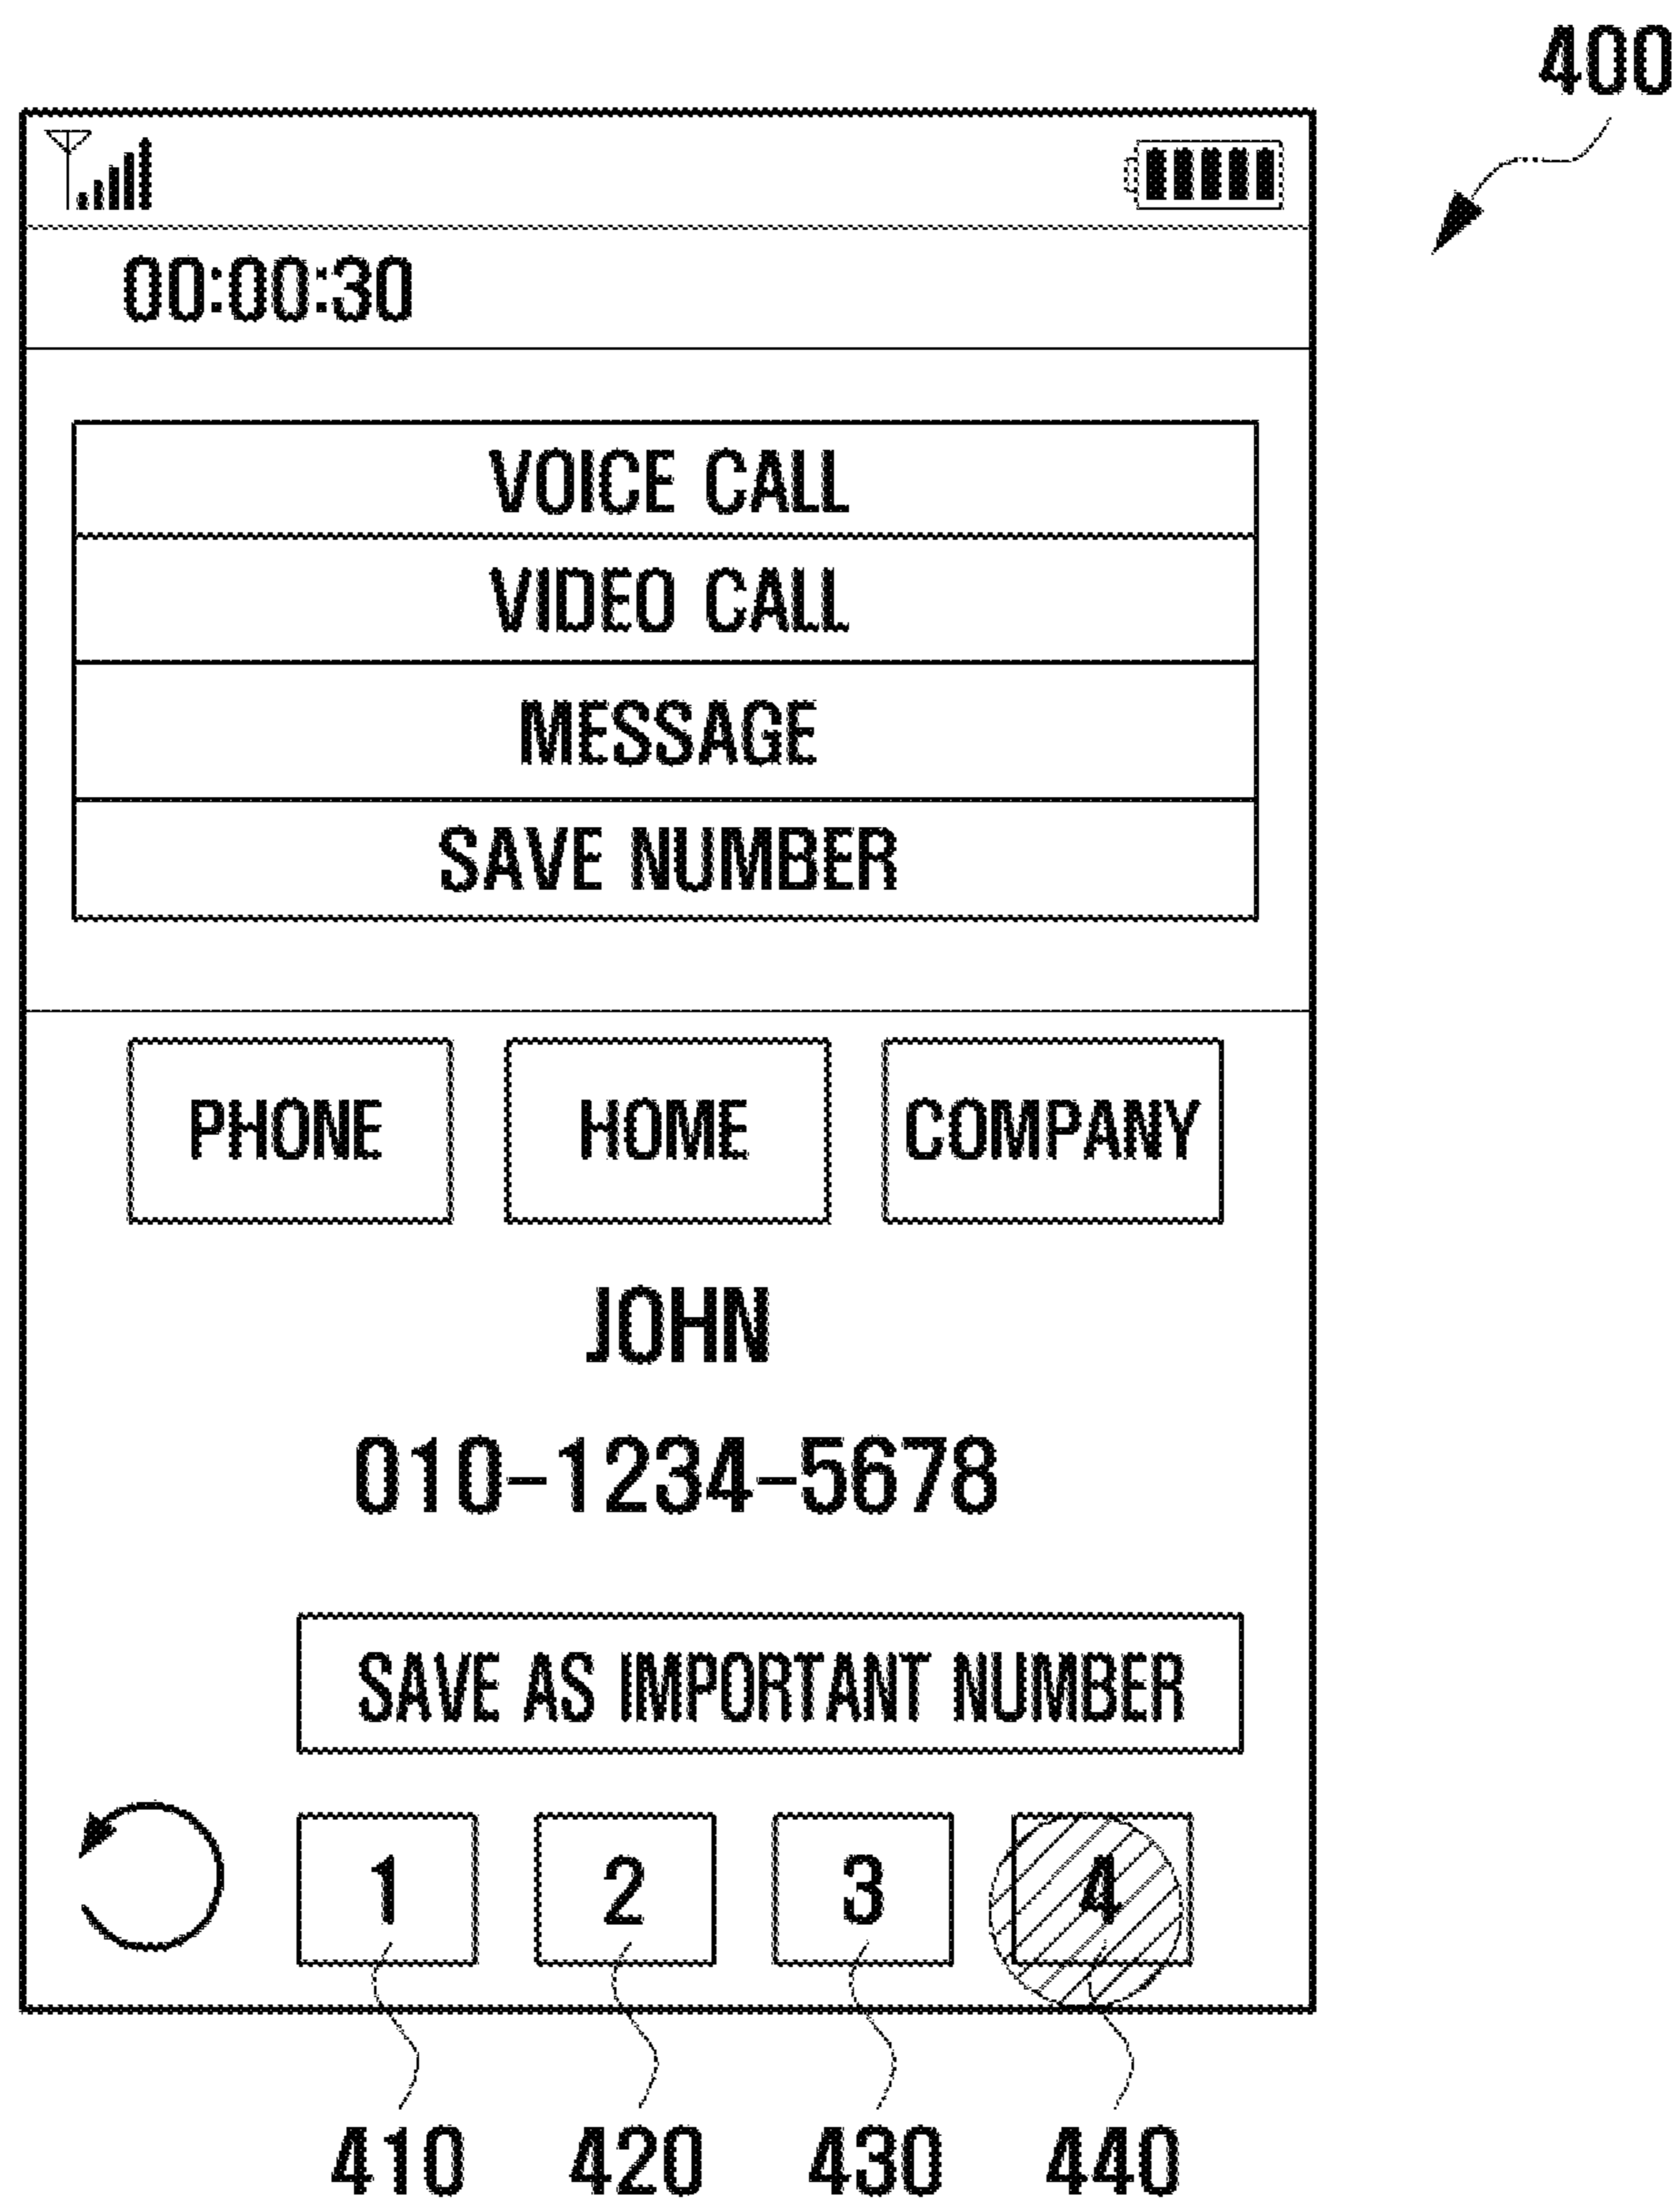 400
00:00:30
VOICE CALL
VIDEO CALL
MESSAGE
SAVE NUMBER
PHONE HOME COMPANY
JOHN
010-1234-5678
SAVE AS IMPORTANT NUMBER
1 2 3 4
410 420 430 440